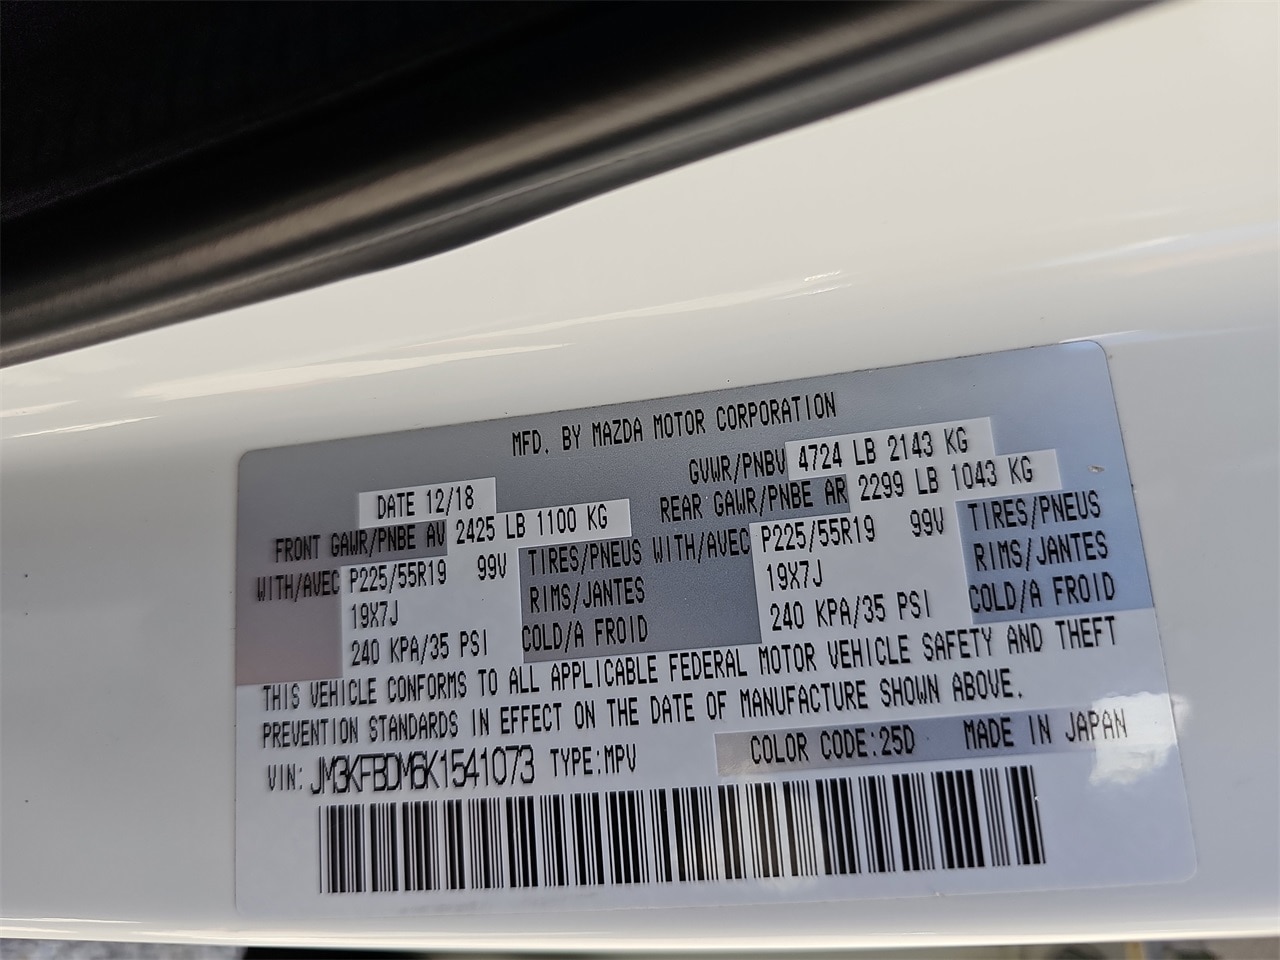 MFD. BY MAZDA MOTOR CORPORATION
DATE 12/18 GVWR/PNBV 4724 LB 2143 KG
FRONT GAWR/PNBE AV 2425 LB 1100 KG REAR GAWR/PNBE AR 2299 LB 1043 KG
WITH/AVEC P225/55R19 99V TIRES/PNEUS WITH/AVEC P225/55R19 99V TIRES/PNEUS
19X7J RIMS/JANTES 19X7J RIMS/JANTES
240 KPA/35 PSI COLD/A FROID 240 KPA/35 PSI COLD/A FROID
THIS VEHICLE CONFORMS TO ALL APPLICABLE FEDERAL MOTOR VEHICLE SAFETY AND THEFT
PREVENTION STANDARDS IN EFFECT ON THE DATE OF MANUFACTURE SHOWN ABOVE.
VIN: JM3KFBDM6K1541073 TYPE:MPV COLOR CODE:25D MADE IN JAPAN